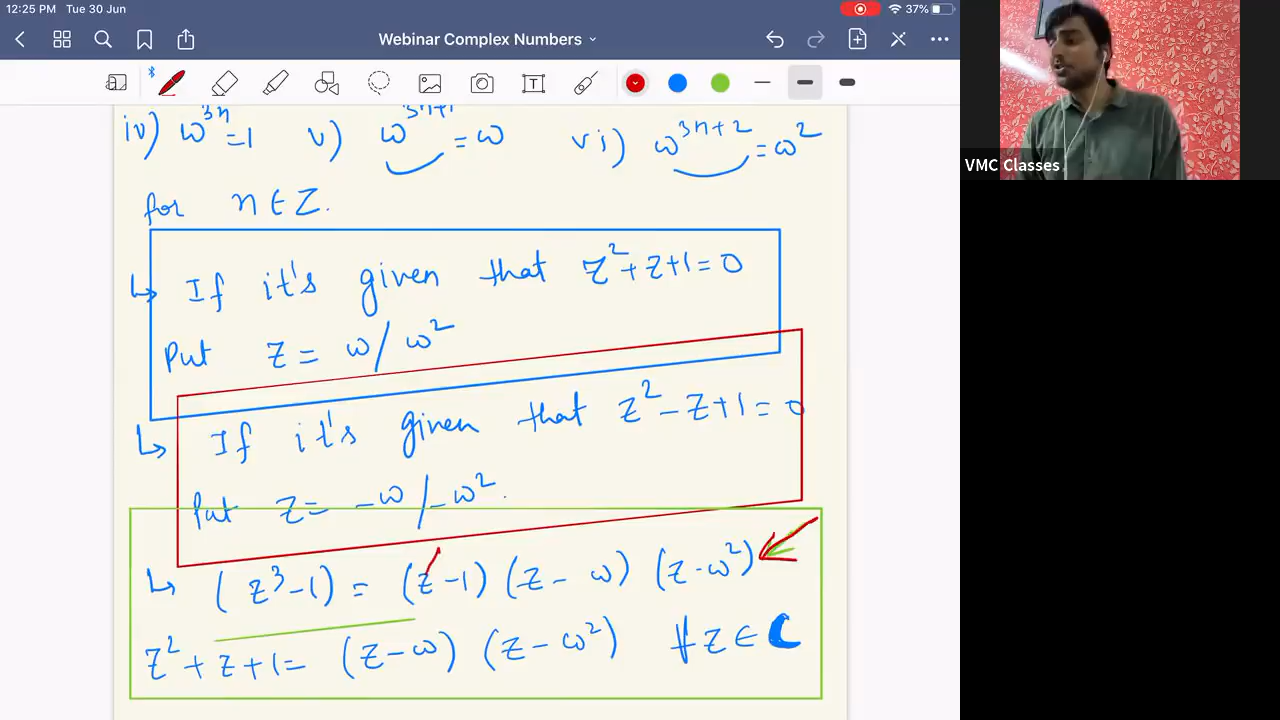 12:25 PM Tue 30 Jun
37%
Webinar Complex Numbers
T
VMC Classes
iv) ω^3n = 1 v) ω^3n+1 = ω vi) ω^3n+2 = ω^2
for n ∈ Z.
↳ If it's given that z^2 + z + 1 = 0
Put z = ω / ω^2
↳ If it's given that z^2 - z + 1 = 0
Put z = -ω / -ω^2.
↳ (z^3 - 1) = (z - 1) (z - ω) (z - ω^2)
z^2 + z + 1 = (z - ω) (z - ω^2) ∀ z ∈ C